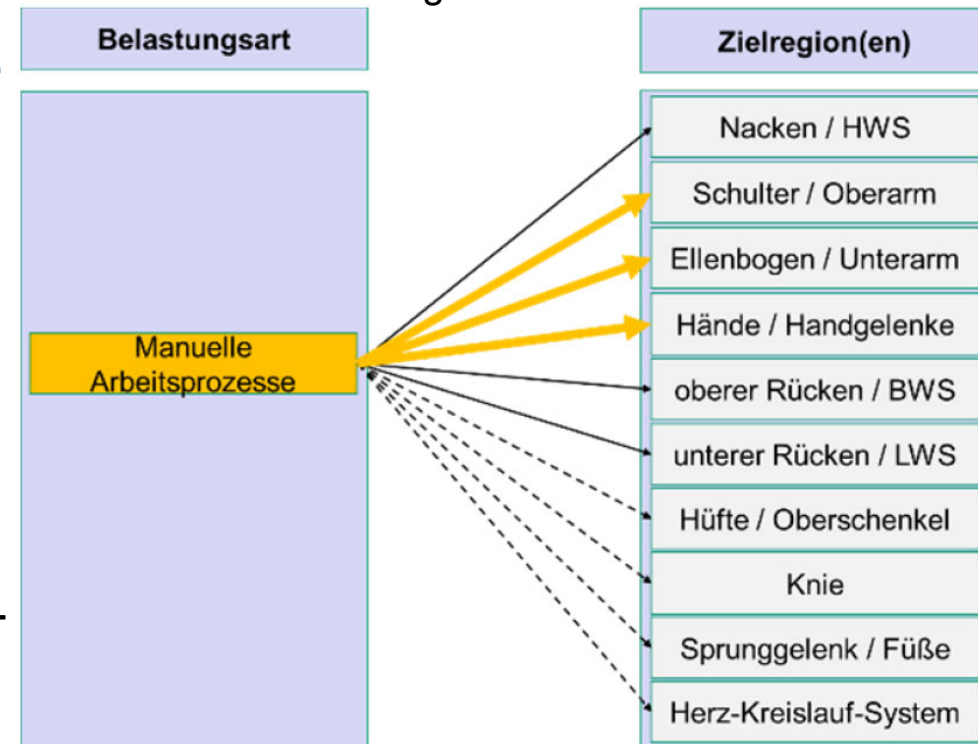 Belastungsart
Zielregion(en)
Manuelle
Arbeitsprozesse
Nacken / HWS
Schulter / Oberarm
Ellenbogen / Unterarm
Hände / Handgelenke
oberer Rücken / BWS
unterer Rücken / LWS
Hüfte / Oberschenkel
Knie
Sprunggelenk / Füße
Herz-Kreislauf-System